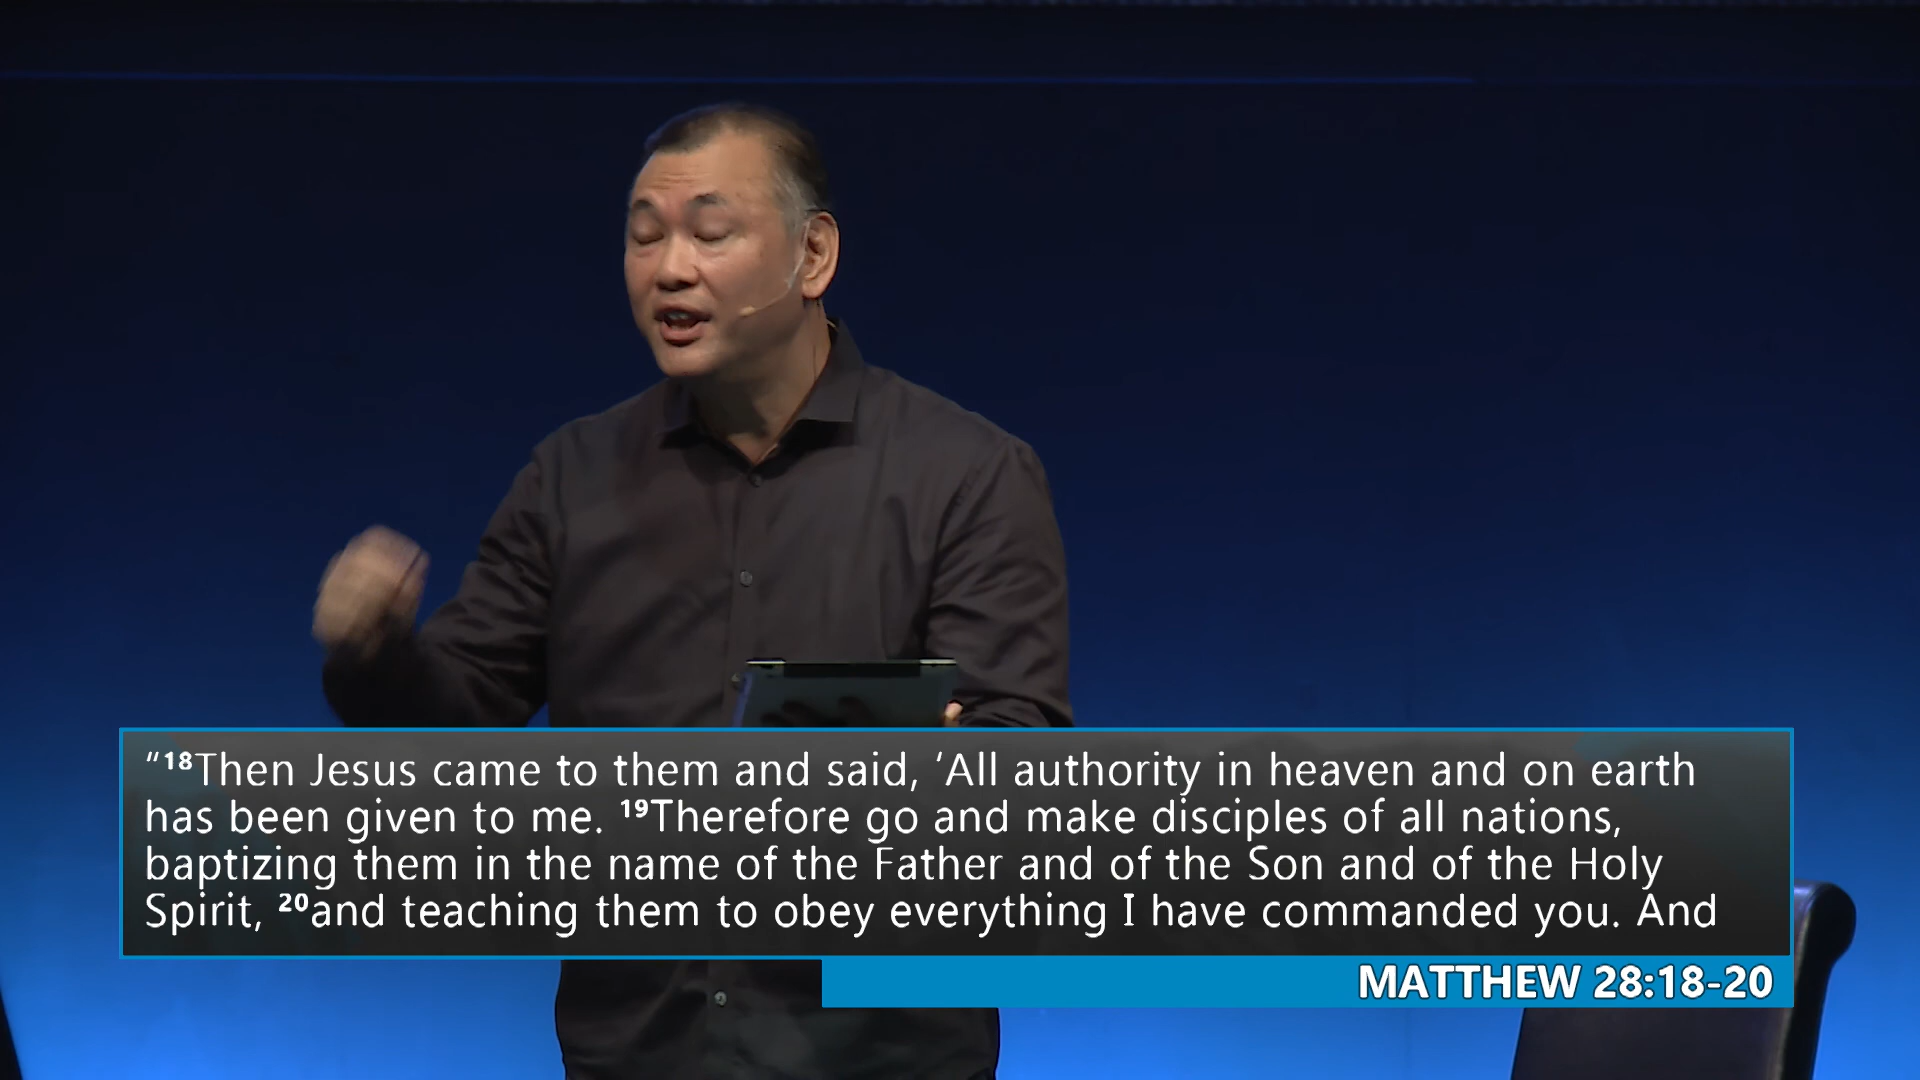 “¹⁸Then Jesus came to them and said, ‘All authority in heaven and on earth
has been given to me. ¹⁹Therefore go and make disciples of all nations,
baptizing them in the name of the Father and of the Son and of the Holy
Spirit, ²⁰and teaching them to obey everything I have commanded you. And
MATTHEW 28:18-20